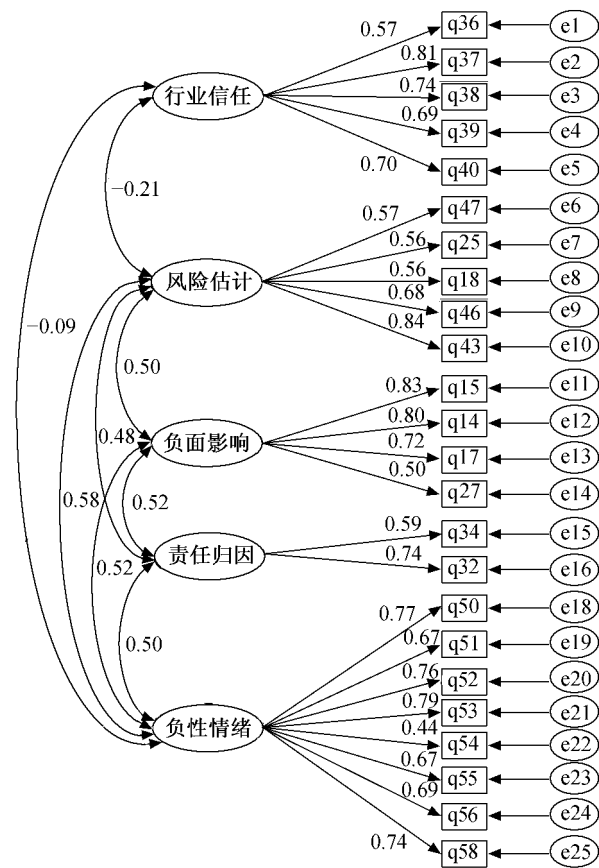 0.57 q36 e1
0.81 q37 e2
行业信任 0.74 q38 e3
0.69 q39 e4
0.70 q40 e5
−0.21
0.57 q47 e6
0.56 q25 e7
风险估计 0.56 q18 e8
0.68 q46 e9
−0.09
0.84 q43 e10
0.50
0.83 q15 e11
0.80 q14 e12
0.48 负面影响 0.72 q17 e13
0.50 q27 e14
0.58 0.52
0.59 q34 e15
0.52 责任归因 0.74 q32 e16
0.77 q50 e18
0.50 0.67 q51 e19
0.76 q52 e20
0.79 q53 e21
负性情绪 0.44 q54 e22
0.67 q55 e23
0.69 q56 e24
0.74 q58 e25